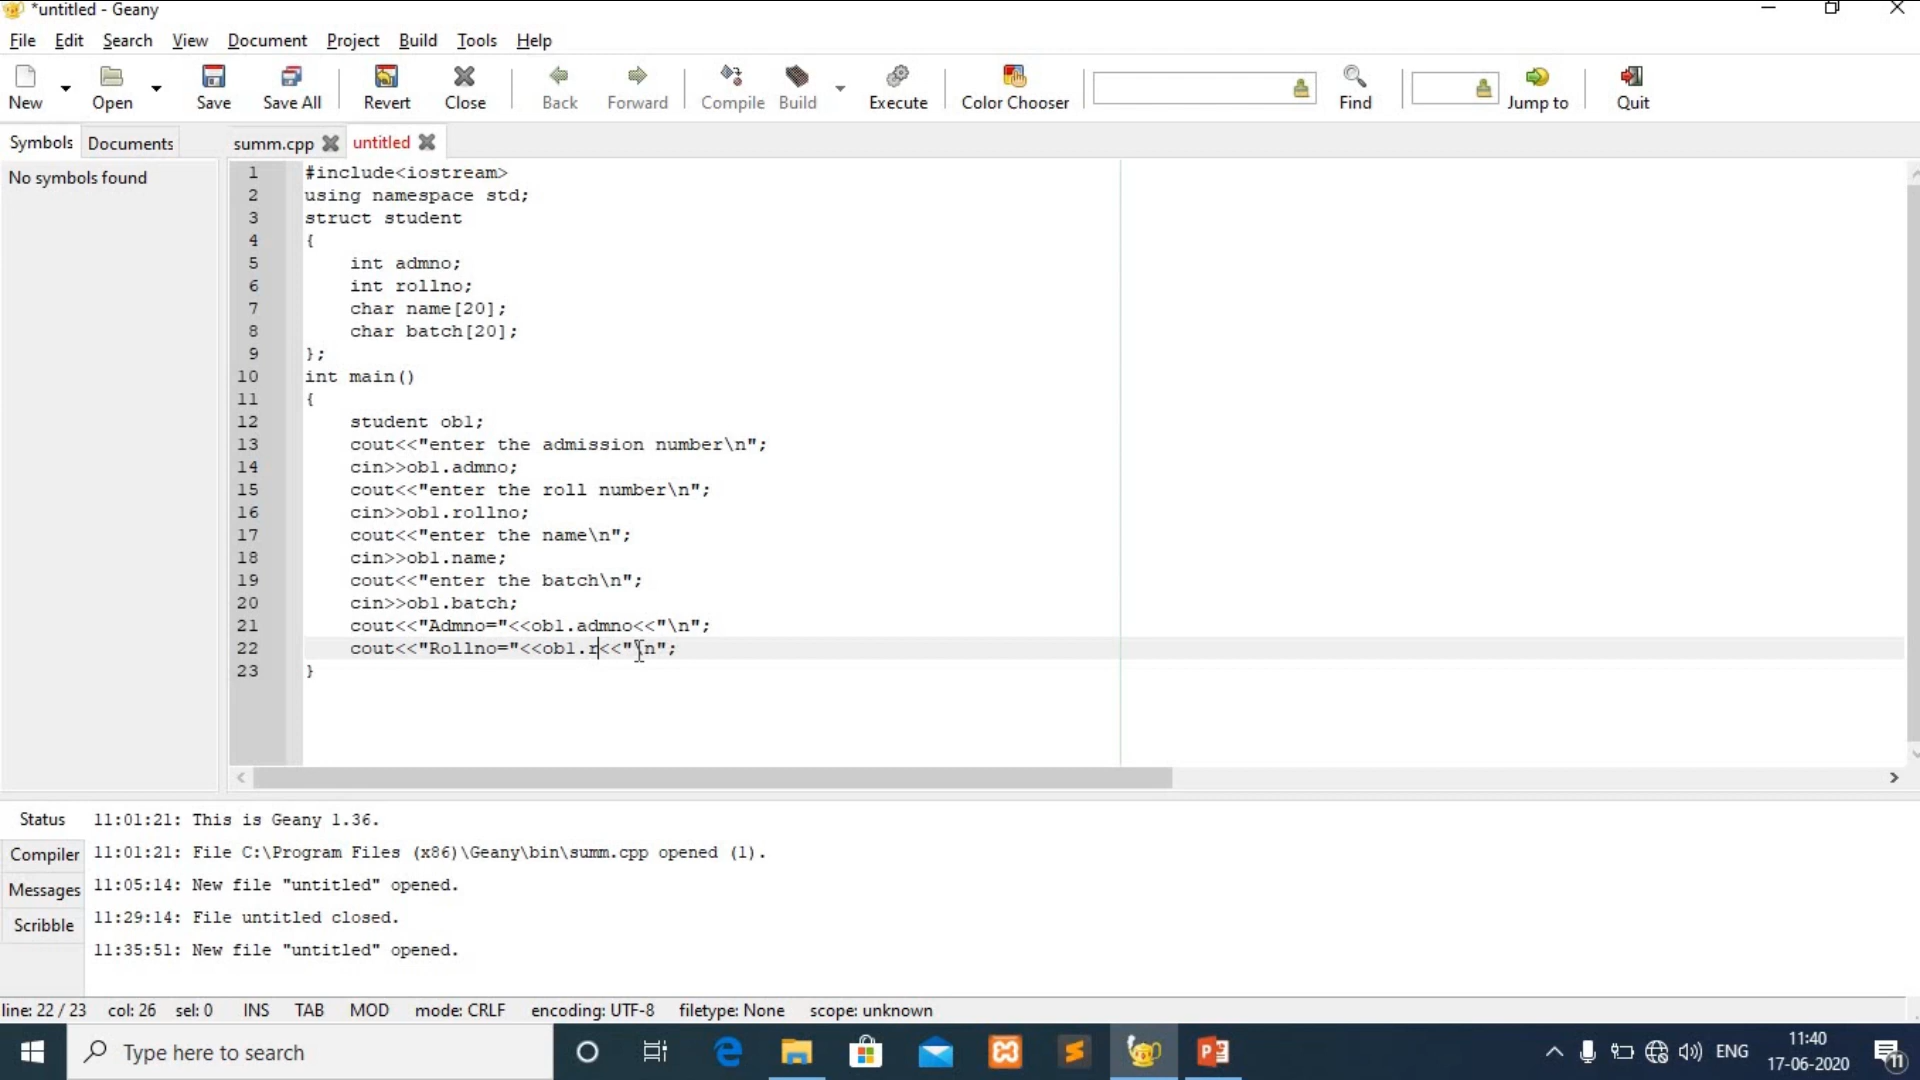 *untitled - Geany
File Edit Search View Document Project Build Tools Help
New Open Save Save All Revert Close Back Forward Compile Build Execute Color Chooser Find Jump to Quit
Symbols Documents summ.cpp untitled
No symbols found
1 #include<iostream>
2 using namespace std;
3 struct student
4 {
5 int admno;
6 int rollno;
7 char name[20];
8 char batch[20];
9 };
10 int main()
11 {
12 student ob1;
13 cout<<"enter the admission number\n";
14 cin>>ob1.admno;
15 cout<<"enter the roll number\n";
16 cin>>ob1.rollno;
17 cout<<"enter the name\n";
18 cin>>ob1.name;
19 cout<<"enter the batch\n";
20 cin>>ob1.batch;
21 cout<<"Admno="<<ob1.admno<<"\n";
22 cout<<"Rollno="<<ob1.r<<"\n";
23 }
Status 11:01:21: This is Geany 1.36.
Compiler 11:01:21: File C:\Program Files (x86)\Geany\bin\summ.cpp opened (1).
Messages 11:05:14: New file "untitled" opened.
Scribble 11:29:14: File untitled closed.
11:35:51: New file "untitled" opened.
line: 22 / 23 col: 26 sel: 0 INS TAB MOD mode: CRLF encoding: UTF-8 filetype: None scope: unknown
Type here to search ENG 11:40
17-06-2020 11